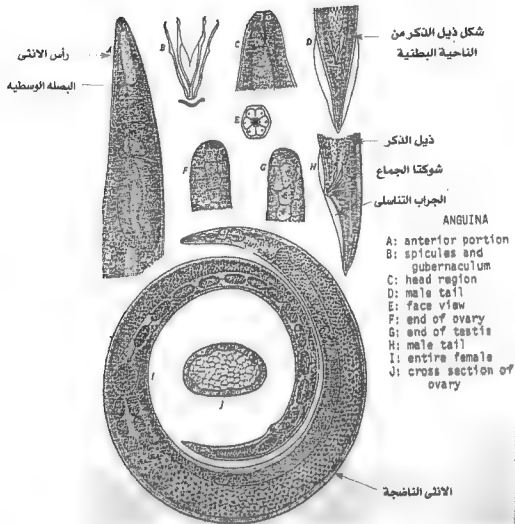 A
B
C
D
شكل ذيل الذكر من
الناحية البطنية
رأس الانثى
البصله الوسطيه
E
F
G
H
ذيل الذكر
شوكتا الجماع
الجراب التناسلى
ANGUINA
A: anterior portion
B: spicules and
gubernaculum
C: head region
D: male tail
E: face view
F: end of ovary
G: end of testis
H: male tail
I: entire female
J: cross section of
ovary
I
J
الانثى الناضجة